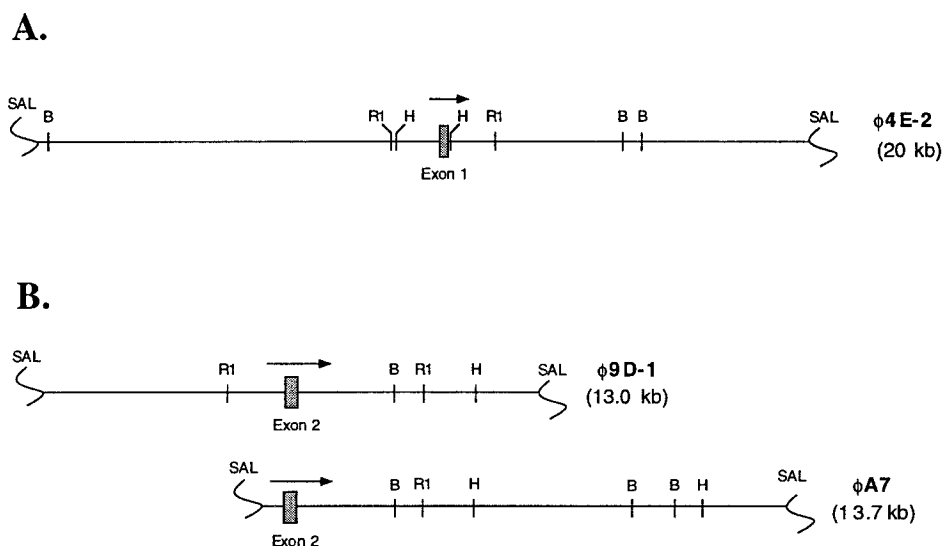 A.
SAL B R1 H H R1 B B SAL φ4E-2
(20 kb)
Exon 1
B.
SAL R1 B R1 H SAL φ9D-1
(13.0 kb)
Exon 2
SAL B R1 H B B H SAL φA7
(13.7 kb)
Exon 2